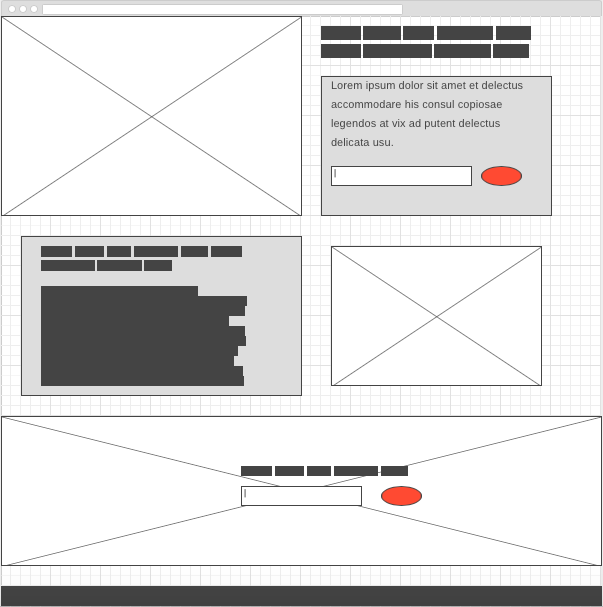 Lorem ipsum dolor sit amet et delectus
accommodare his consul copiosae
legendos at vix ad putent delectus
delicata usu.